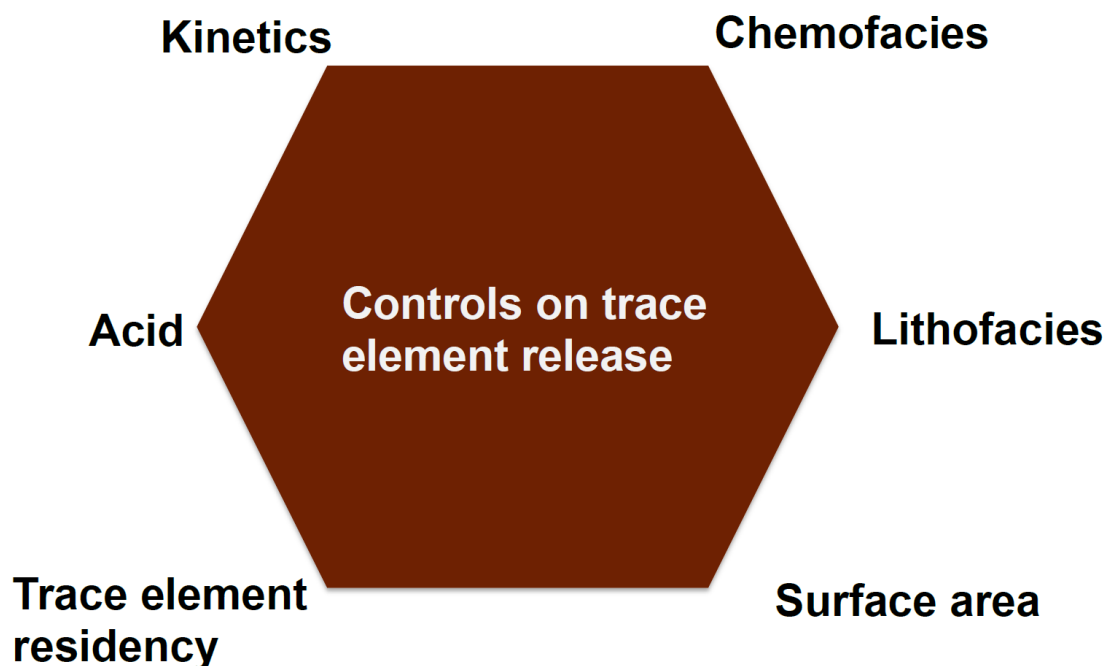 Kinetics
Chemofacies
Controls on trace
element release
Acid
Lithofacies
Trace element
residency
Surface area